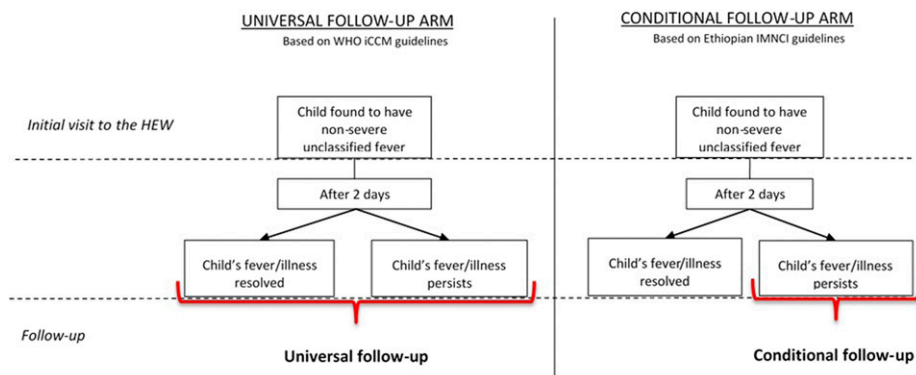 UNIVERSAL FOLLOW-UP ARM
Based on WHO iCCM guidelines
CONDITIONAL FOLLOW-UP ARM
Based on Ethiopian IMNCI guidelines
Initial visit to the HEW
Child found to have
non-severe
unclassified fever
Child found to have
non-severe
unclassified fever
After 2 days
After 2 days
Child's fever/illness
resolved
Child's fever/illness
persists
Child's fever/illness
resolved
Child's fever/illness
persists
Follow-up
Universal follow-up
Conditional follow-up